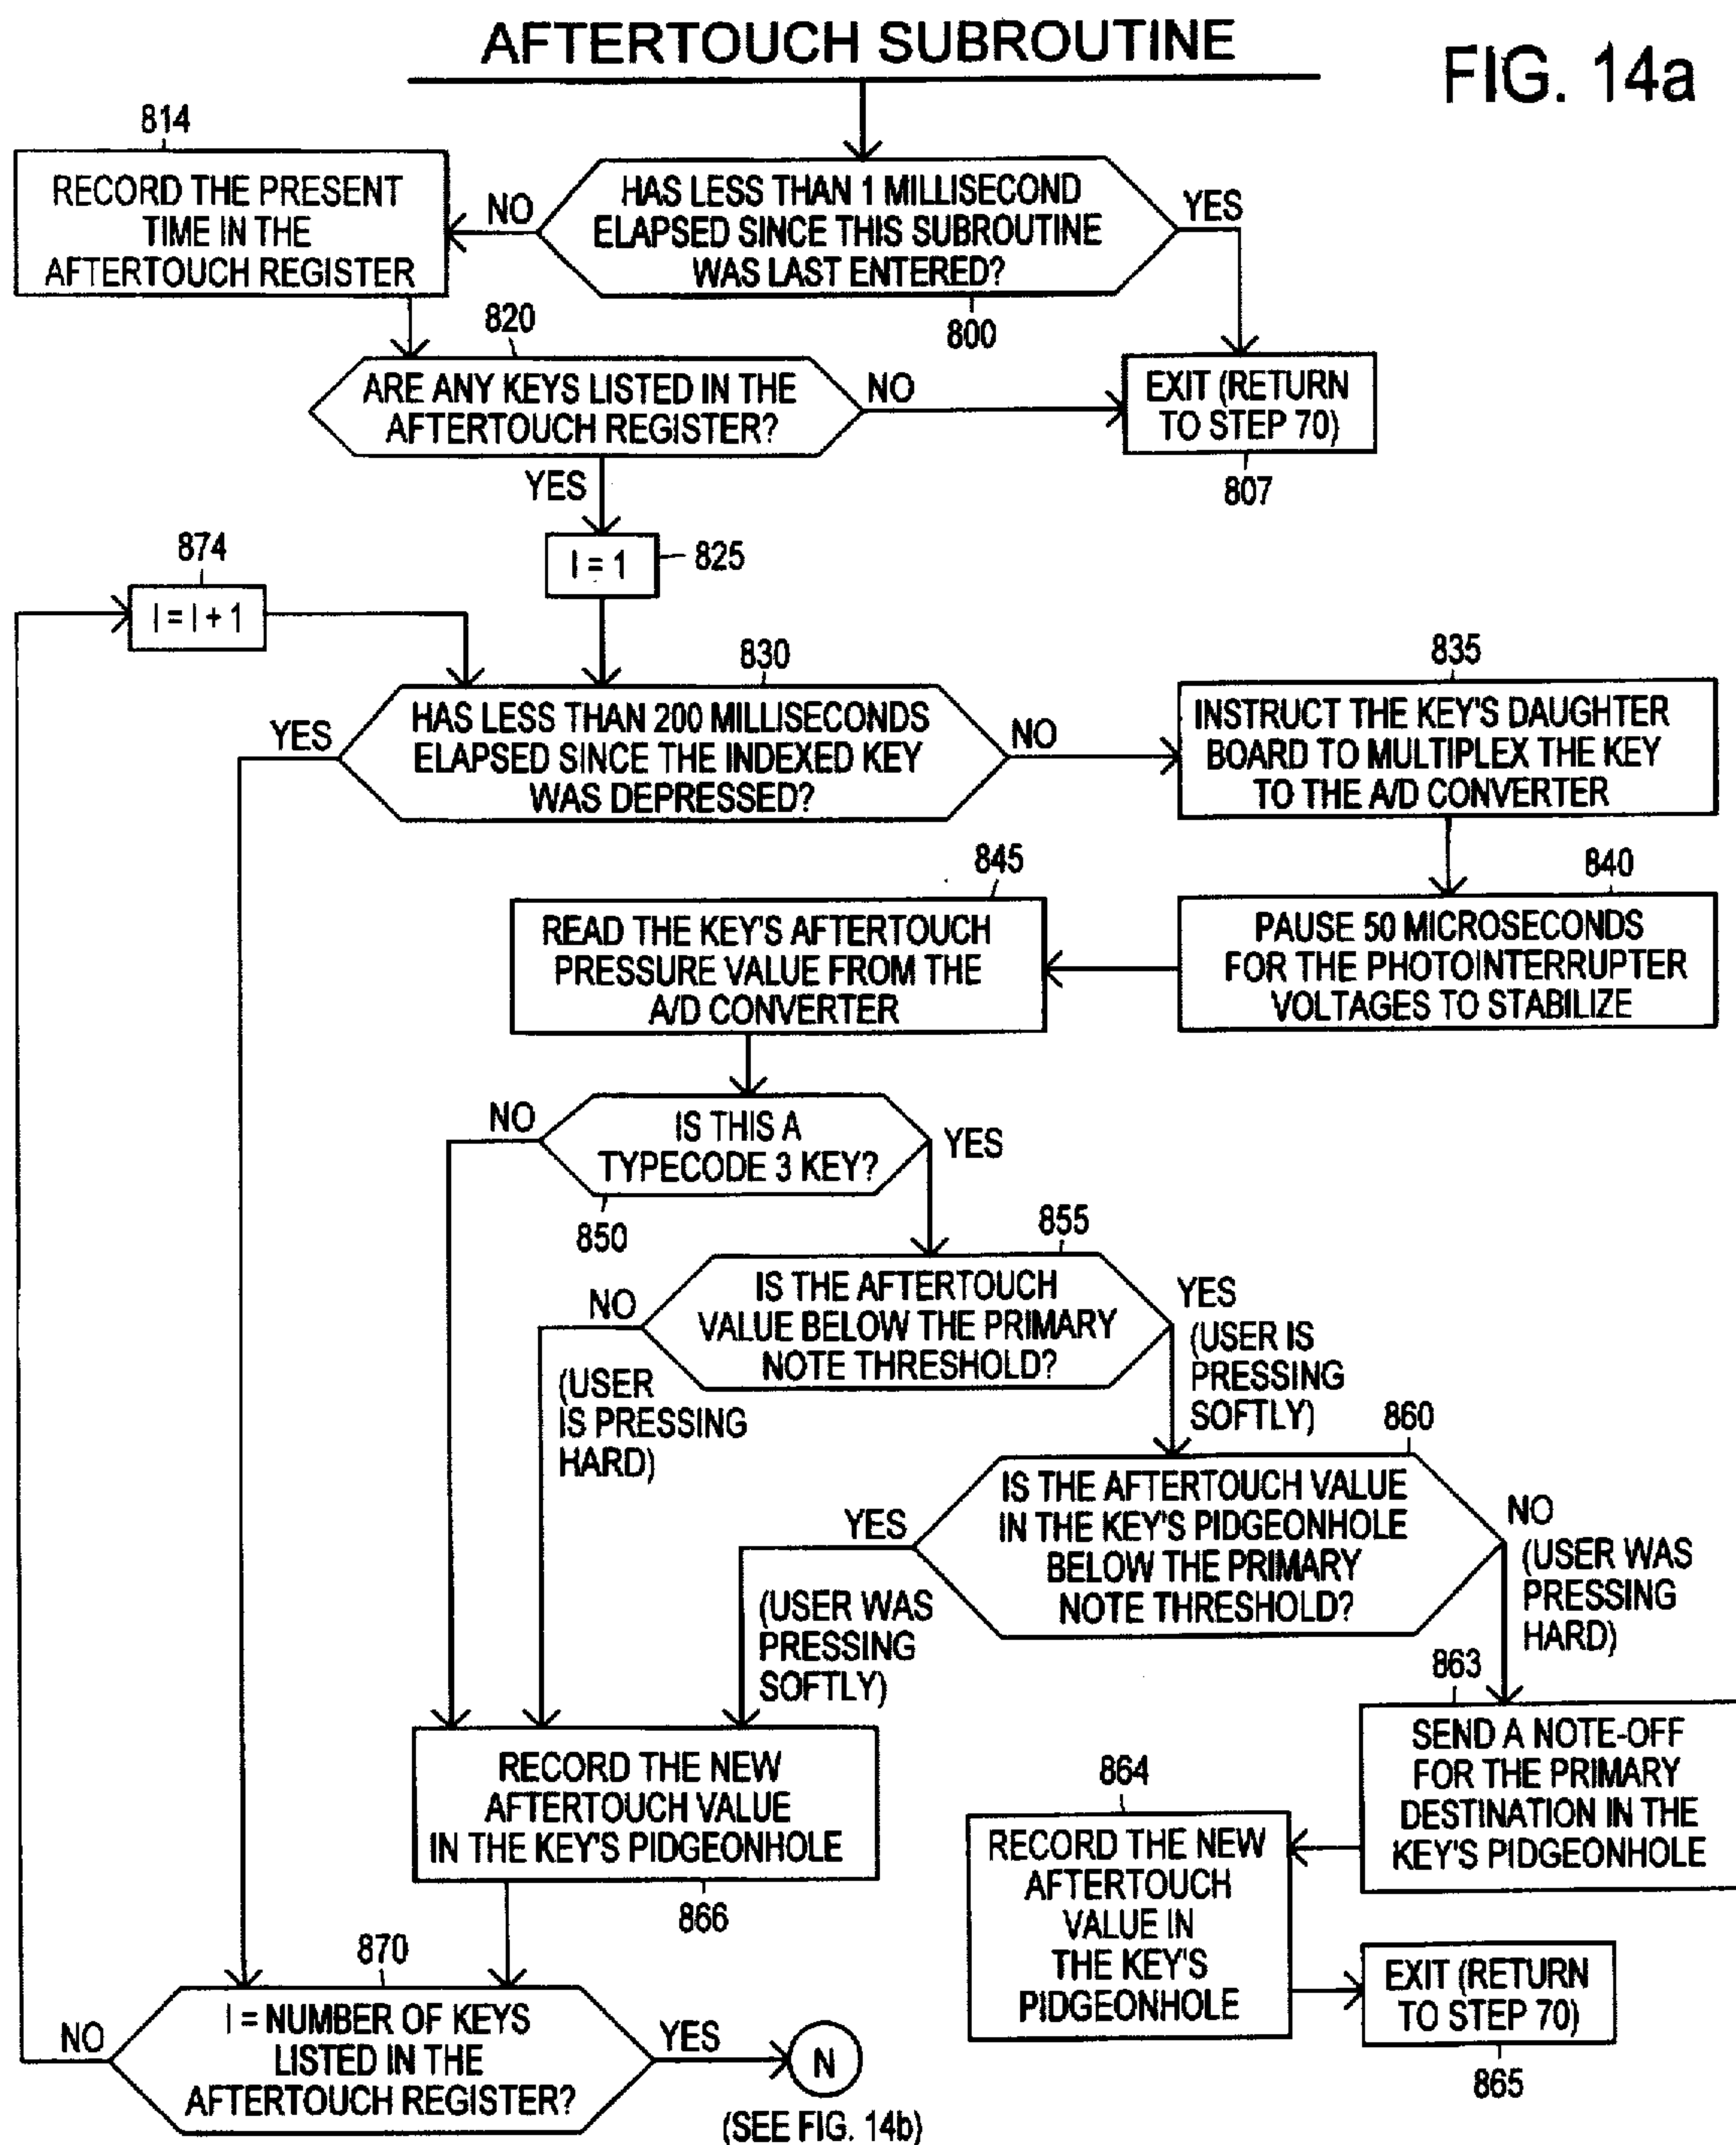 AFTERTOUCH SUBROUTINE
FIG. 14a
814
RECORD THE PRESENT
TIME IN THE
AFTERTOUCH REGISTER
NO
HAS LESS THAN 1 MILLISECOND
ELAPSED SINCE THIS SUBROUTINE
WAS LAST ENTERED?
YES
800
820
ARE ANY KEYS LISTED IN THE
AFTERTOUCH REGISTER?
NO
EXIT (RETURN
TO STEP 70)
807
YES
874
I = I + 1
I = 1
825
830
YES
HAS LESS THAN 200 MILLISECONDS
ELAPSED SINCE THE INDEXED KEY
WAS DEPRESSED?
NO
835
INSTRUCT THE KEY'S DAUGHTER
BOARD TO MULTIPLEX THE KEY
TO THE A/D CONVERTER
840
PAUSE 50 MICROSECONDS
FOR THE PHOTOINTERRUPTER
VOLTAGES TO STABILIZE
845
READ THE KEY'S AFTERTOUCH
PRESSURE VALUE FROM THE
A/D CONVERTER
NO
IS THIS A
TYPECODE 3 KEY?
YES
850
855
NO
IS THE AFTERTOUCH
VALUE BELOW THE PRIMARY
NOTE THRESHOLD?
YES
(USER IS
PRESSING
SOFTLY)
(USER
IS PRESSING
HARD)
860
YES
IS THE AFTERTOUCH VALUE
IN THE KEY'S PIDGEONHOLE
BELOW THE PRIMARY
NOTE THRESHOLD?
NO
(USER WAS
PRESSING
HARD)
(USER WAS
PRESSING
SOFTLY)
863
SEND A NOTE-OFF
FOR THE PRIMARY
DESTINATION IN THE
KEY'S PIDGEONHOLE
RECORD THE NEW
AFTERTOUCH VALUE
IN THE KEY'S PIDGEONHOLE
866
864
RECORD THE NEW
AFTERTOUCH
VALUE IN
THE KEY'S
PIDGEONHOLE
EXIT (RETURN
TO STEP 70)
865
870
NO
I = NUMBER OF KEYS
LISTED IN THE
AFTERTOUCH REGISTER?
YES
N
(SEE FIG. 14b)